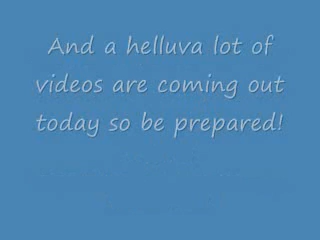 And a helluva lot of
videos are coming out
today so be prepared!